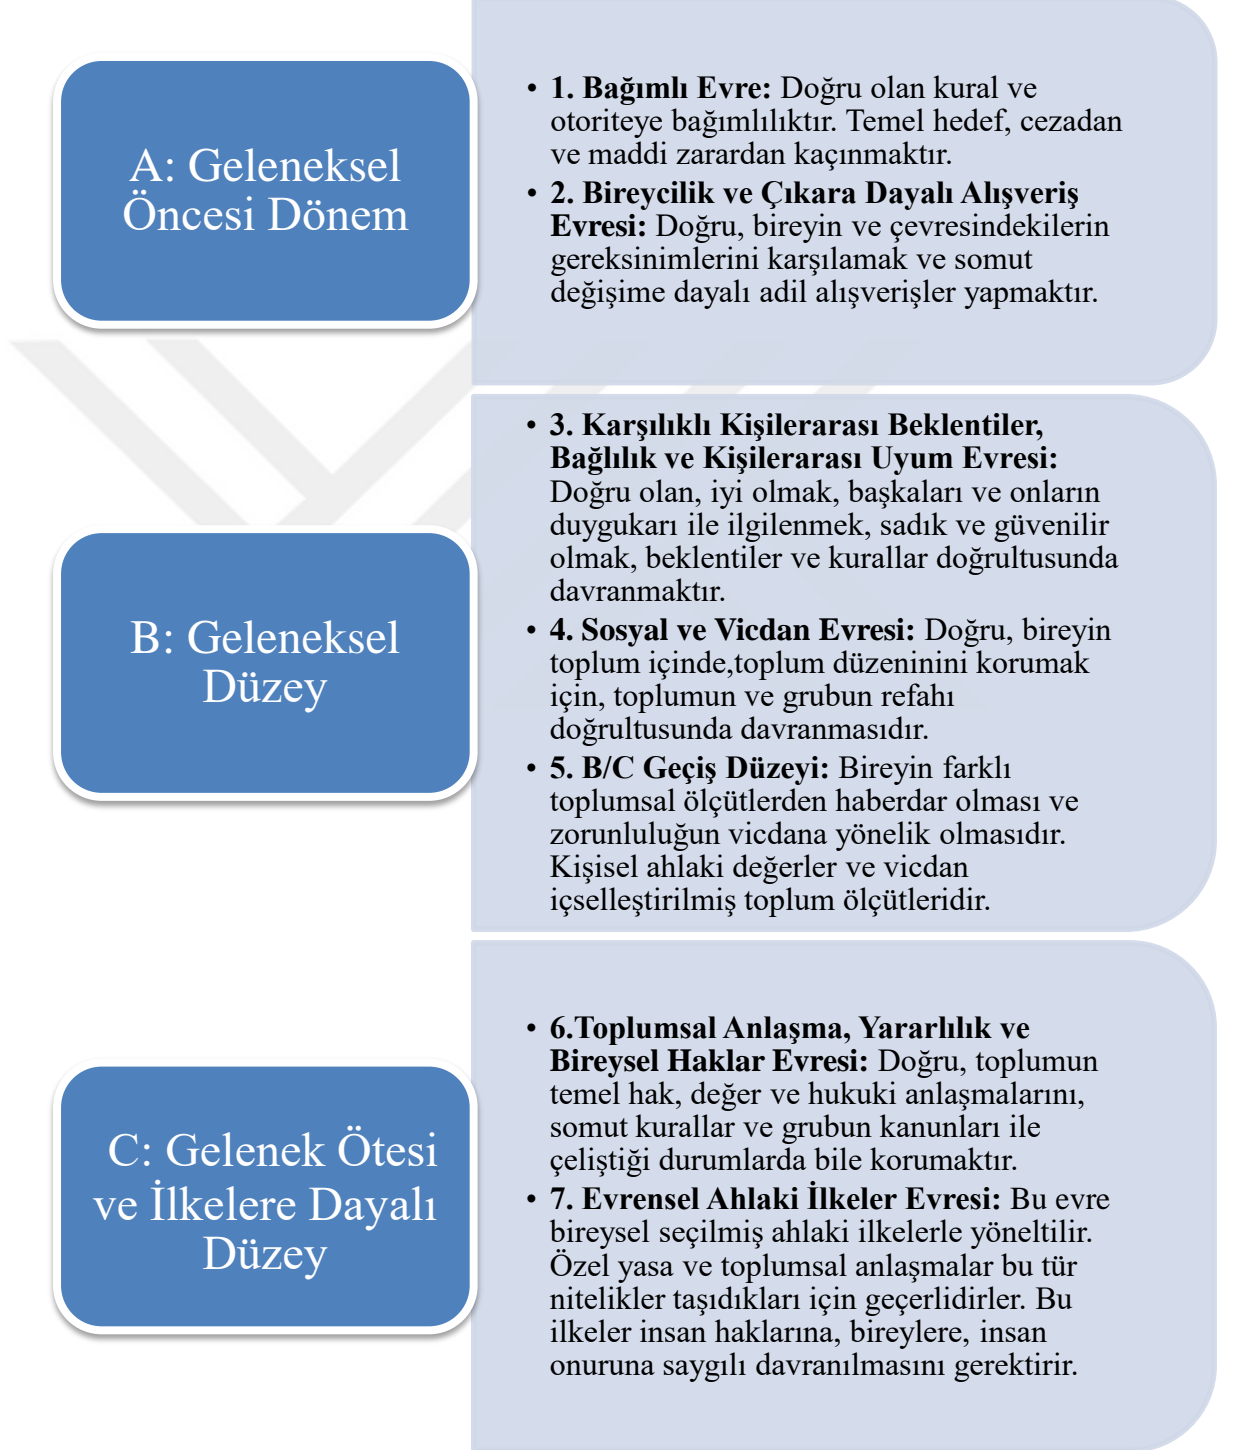 A: Geleneksel
Öncesi Dönem
• 1. Bağımlı Evre: Doğru olan kural ve
otoriteye bağımlılıktır. Temel hedef, cezadan
ve maddi zarardan kaçınmaktır.
• 2. Bireycilik ve Çıkara Dayalı Alışveriş
Evresi: Doğru, bireyin ve çevresindekilerin
gereksinimlerini karşılamak ve somut
değişime dayalı adil alışverişler yapmaktır.
B: Geleneksel
Düzey
• 3. Karşılıklı Kişilerarası Beklentiler,
Bağlılık ve Kişilerarası Uyum Evresi:
Doğru olan, iyi olmak, başkaları ve onların
duygukarı ile ilgilenmek, sadık ve güvenilir
olmak, beklentiler ve kurallar doğrultusunda
davranmaktır.
• 4. Sosyal ve Vicdan Evresi: Doğru, bireyin
toplum içinde,toplum düzeninini korumak
için, toplumun ve grubun refahı
doğrultusunda davranmasıdır.
• 5. B/C Geçiş Düzeyi: Bireyin farklı
toplumsal ölçütlerden haberdar olması ve
zorunluluğun vicdana yönelik olmasıdır.
Kişisel ahlaki değerler ve vicdan
içselleştirilmiş toplum ölçütleridir.
C: Gelenek Ötesi
ve İlkelere Dayalı
Düzey
• 6.Toplumsal Anlaşma, Yararlılık ve
Bireysel Haklar Evresi: Doğru, toplumun
temel hak, değer ve hukuki anlaşmalarını,
somut kurallar ve grubun kanunları ile
çeliştiği durumlarda bile korumaktır.
• 7. Evrensel Ahlaki İlkeler Evresi: Bu evre
bireysel seçilmiş ahlaki ilkelerle yöneltilir.
Özel yasa ve toplumsal anlaşmalar bu tür
nitelikler taşıdıkları için geçerlidirler. Bu
ilkeler insan haklarına, bireylere, insan
onuruna saygılı davranılmasını gerektirir.